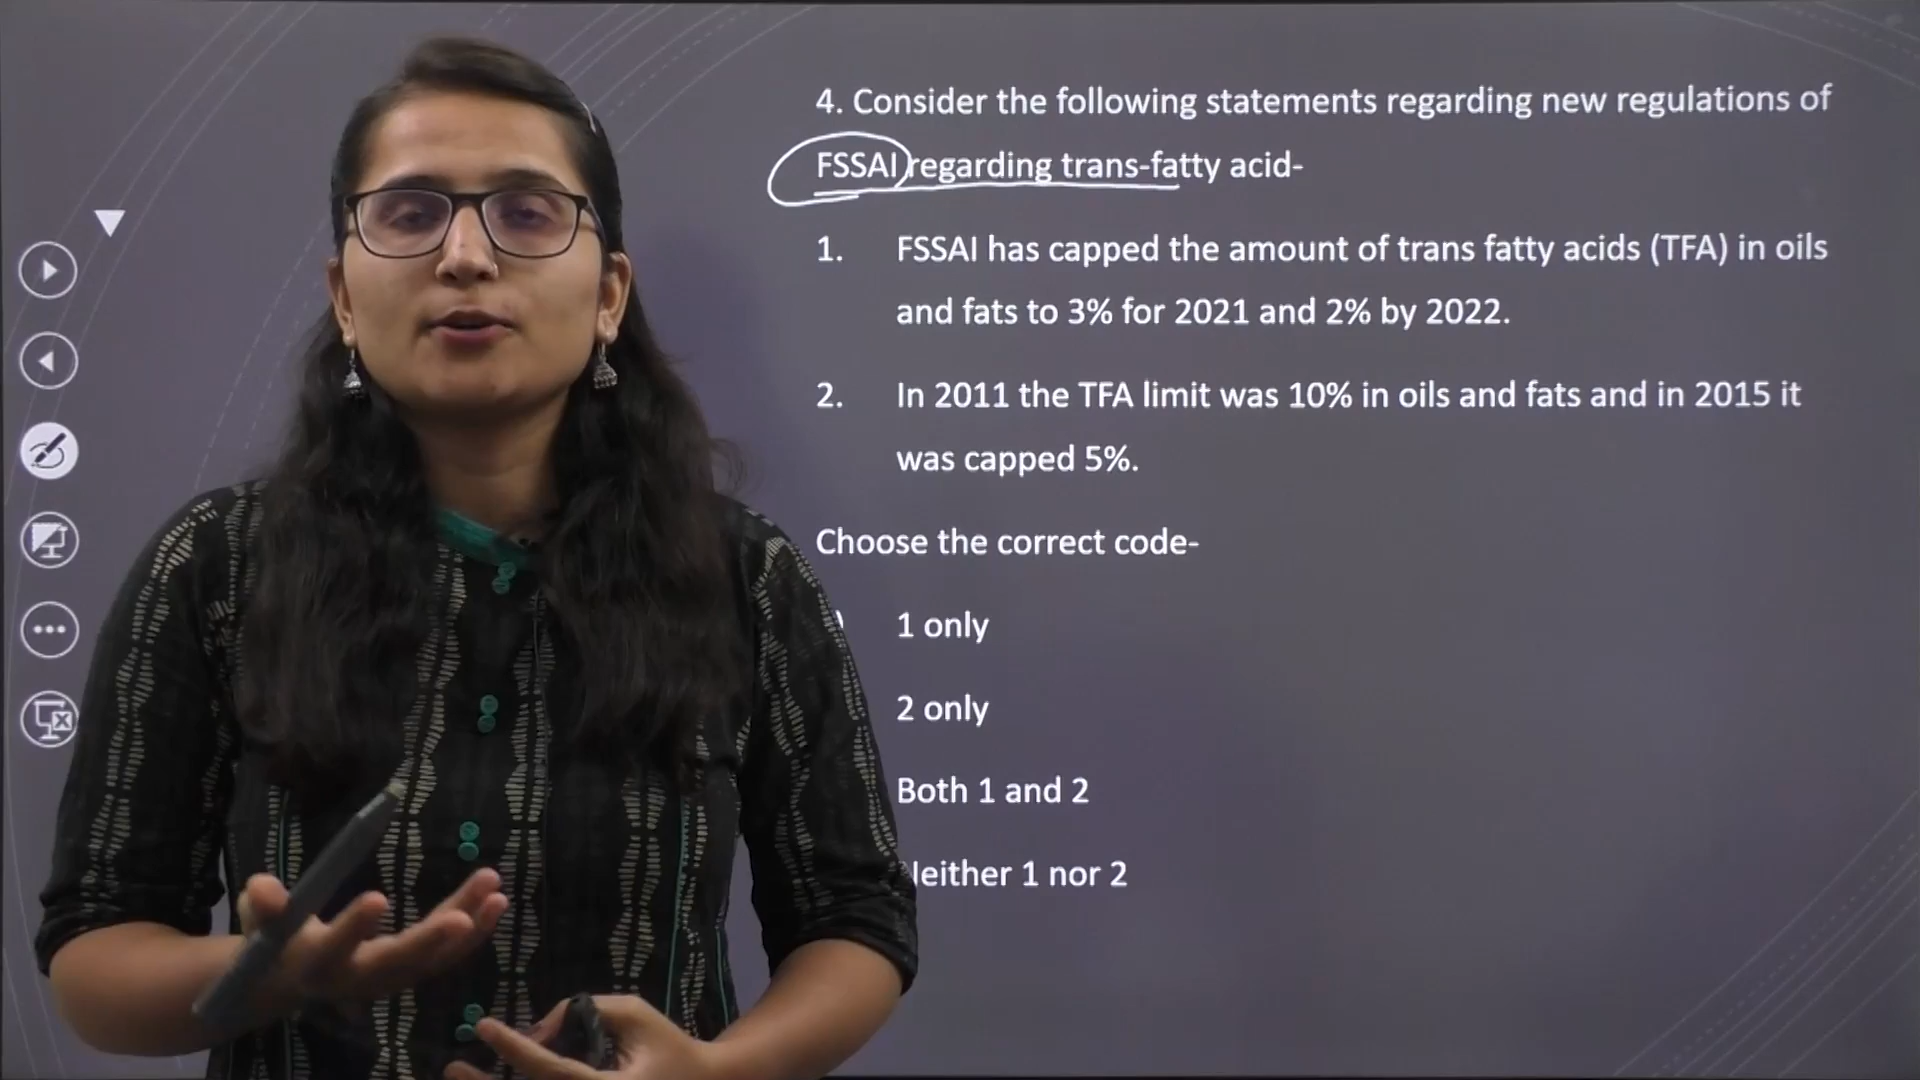 4. Consider the following statements regarding new regulations of
FSSAI regarding trans-fatty acid-
1. FSSAI has capped the amount of trans fatty acids (TFA) in oils
and fats to 3% for 2021 and 2% by 2022.
2. In 2011 the TFA limit was 10% in oils and fats and in 2015 it
was capped 5%.
Choose the correct code-
1 only
2 only
Both 1 and 2
Neither 1 nor 2